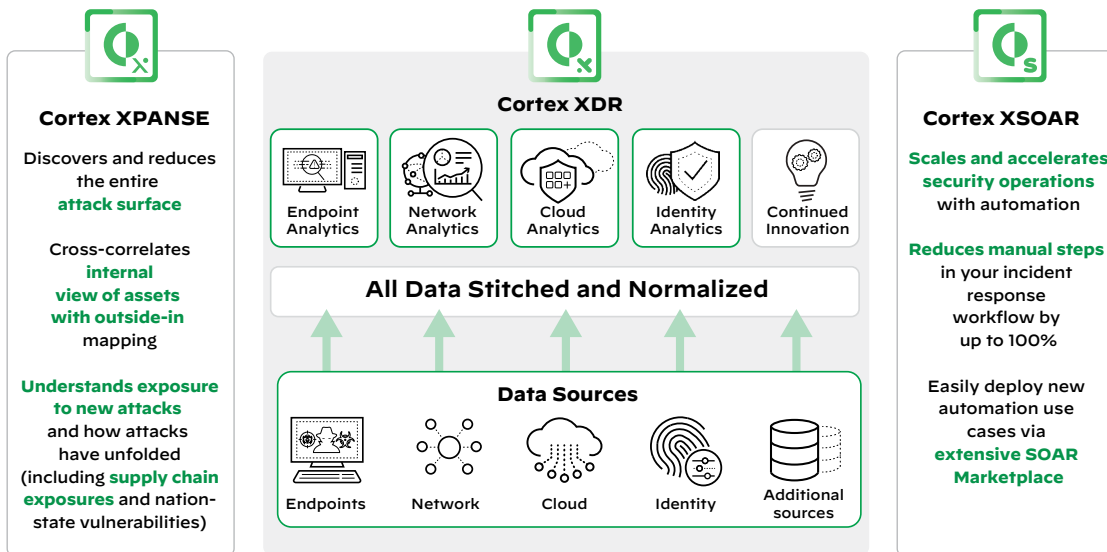 Cortex XPANSE
Discovers and reduces
the entire
attack surface
Cross-correlates
internal
view of assets
with outside-in
mapping
Understands exposure
to new attacks
and how attacks
have unfolded
(including supply chain
exposures and nation-
state vulnerabilities)
Cortex XDR
Endpoint
Analytics
Network
Analytics
Cloud
Analytics
Identity
Analytics
Continued
Innovation
All Data Stitched and Normalized
Data Sources
Endpoints
Network
Cloud
Identity
Additional
sources
Cortex XSOAR
Scales and accelerates
security operations
with automation
Reduces manual steps
in your incident
response
workflow by
up to 100%
Easily deploy new
automation use
cases via
extensive SOAR
Marketplace